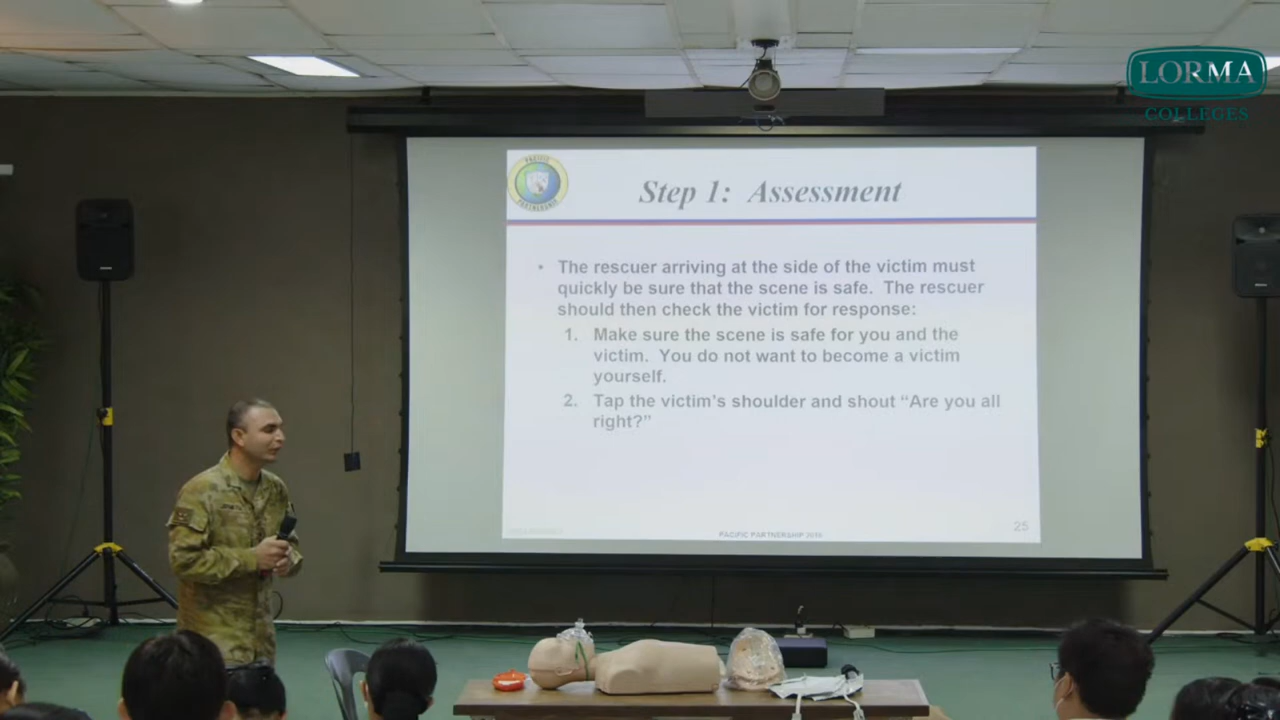 LORMA
COLLEGES
PACIFIC
PARTNERSHIP
Step 1: Assessment
• The rescuer arriving at the side of the victim must
quickly be sure that the scene is safe. The rescuer
should then check the victim for response:
1. Make sure the scene is safe for you and the
victim. You do not want to become a victim
yourself.
2. Tap the victim's shoulder and shout “Are you all
right?”
PACIFIC PARTNERSHIP
25